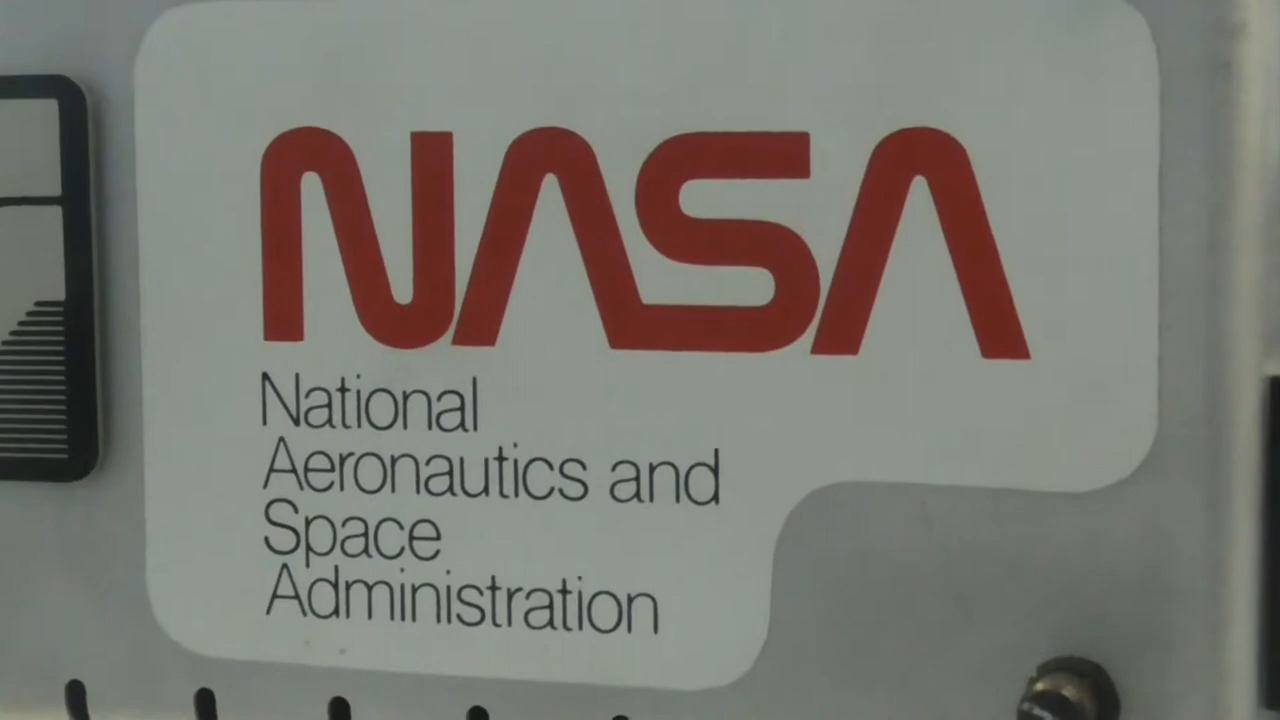 NASA
National
Aeronautics and
Space
Administration